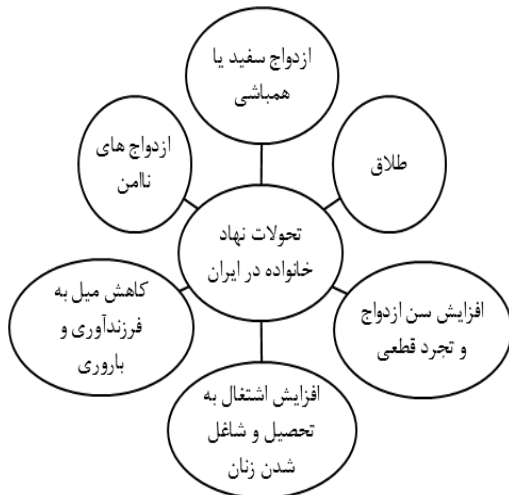 ازدواج سفید یا
همباشی
طلاق
ازدواج های
ناامن
تحولات نهاد
خانواده در ایران
افزایش سن ازدواج
و تجرد قطعی
کاهش میل به
فرزندآوری و
باروری
افزایش اشتغال به
تحصیل و شاغل
شدن زنان